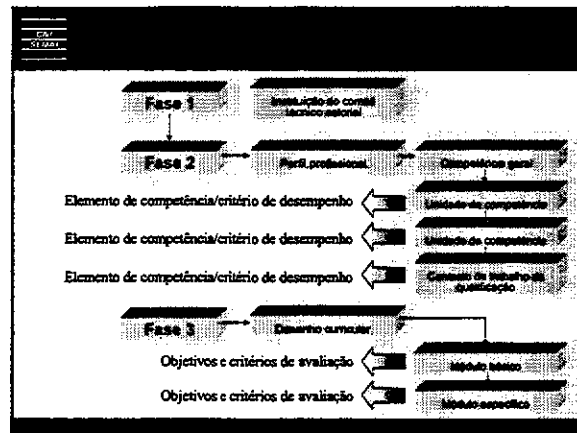 CNI
SENAI
Fase 1
Instituição do comitê
técnico setorial
Fase 2
Perfil profissional
Competência geral
Elemento de competência/critério de desempenho
Unidade de competência
Elemento de competência/critério de desempenho
Unidade de competência
Elemento de competência/critério de desempenho
Contexto de trabalho da
qualificação
Fase 3
Desenho curricular
Objetivos e critérios de avaliação
Módulo básico
Objetivos e critérios de avaliação
Módulo específico